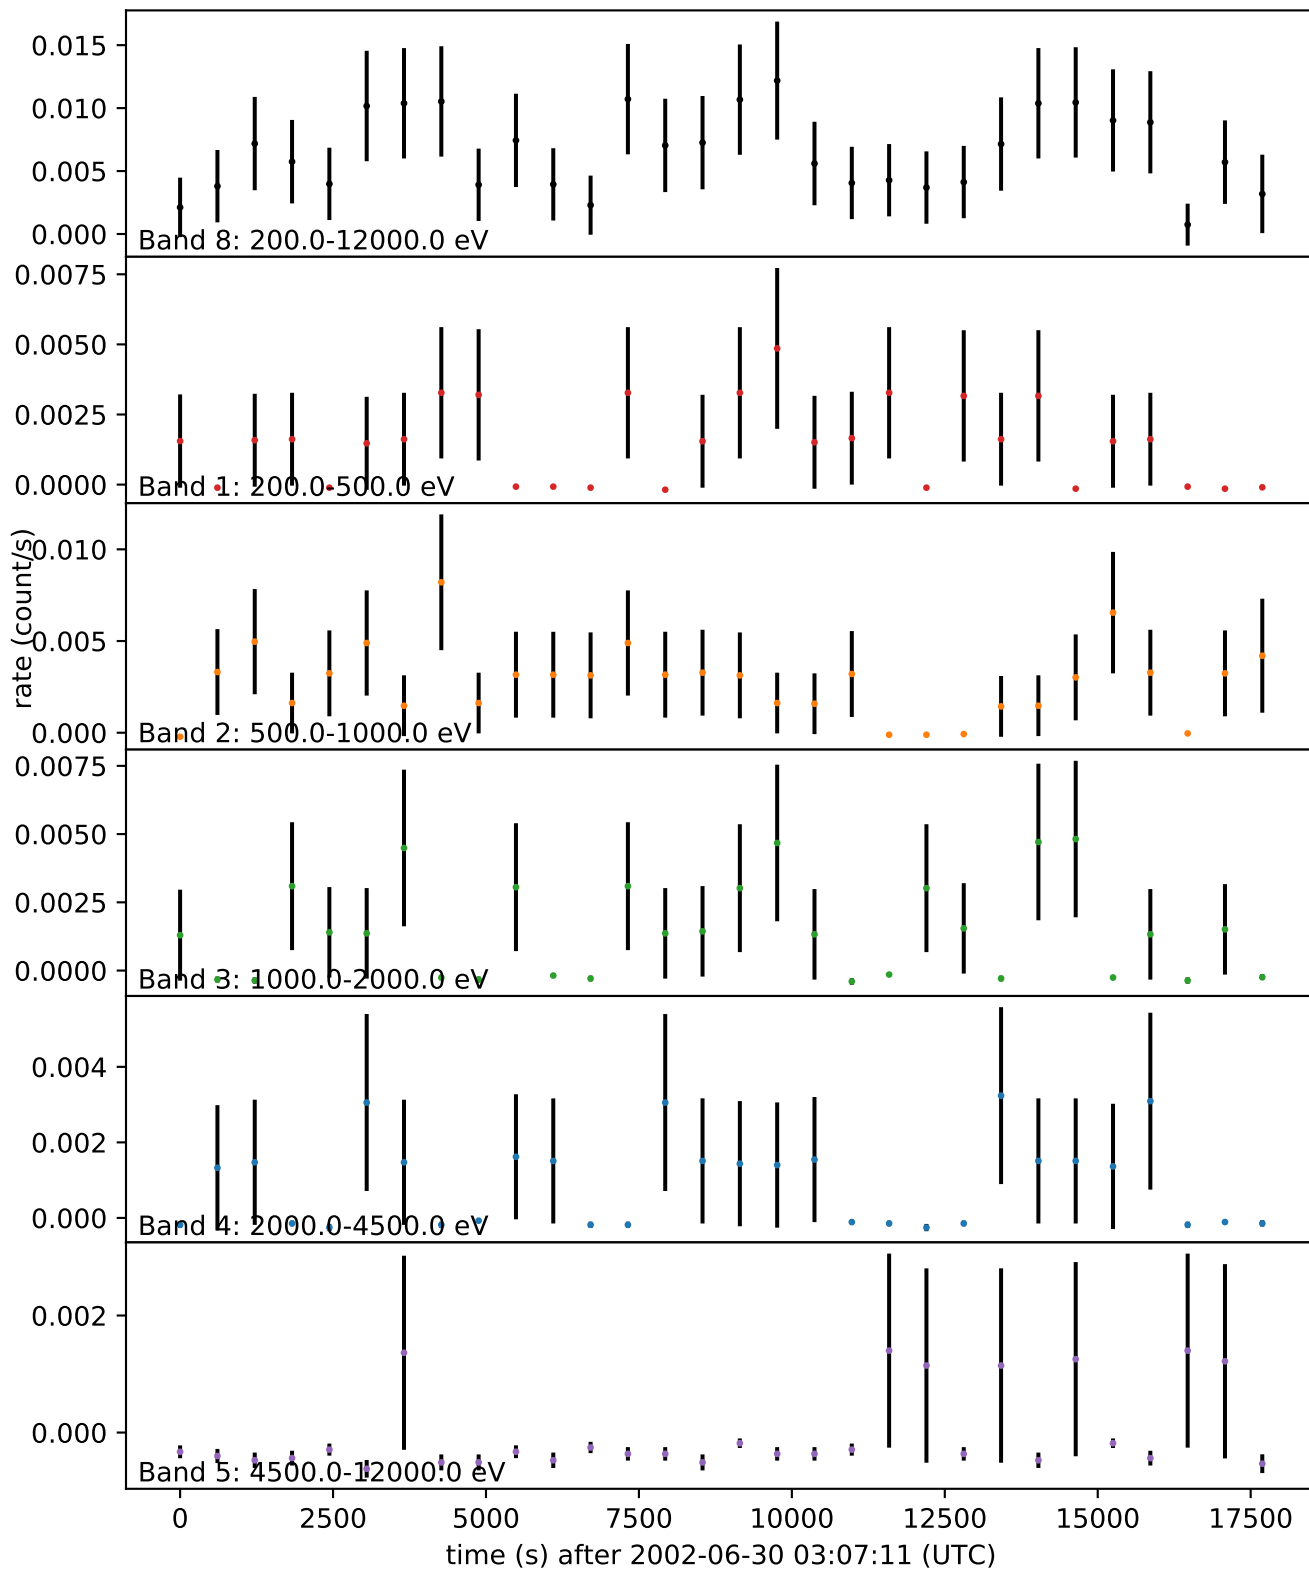 0.015
0.010
0.005
0.000
Band 8: 200.0-12000.0 eV
0.0075
0.0050
0.0025
0.0000
Band 1: 200.0-500.0 eV
rate (count/s)
0.010
0.005
0.000
Band 2: 500.0-1000.0 eV
0.0075
0.0050
0.0025
0.0000
Band 3: 1000.0-2000.0 eV
0.004
0.002
0.000
Band 4: 2000.0-4500.0 eV
0.002
0.000
Band 5: 4500.0-12000.0 eV
0 2500 5000 7500 10000 12500 15000 17500
time (s) after 2002-06-30 03:07:11 (UTC)